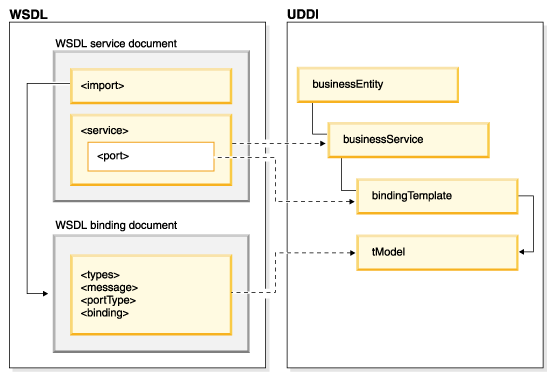 WSDL
WSDL service document
<import>
<service>
<port>
WSDL binding document
<types>
<message>
<portType>
<binding>
UDDI
businessEntity
businessService
bindingTemplate
tModel